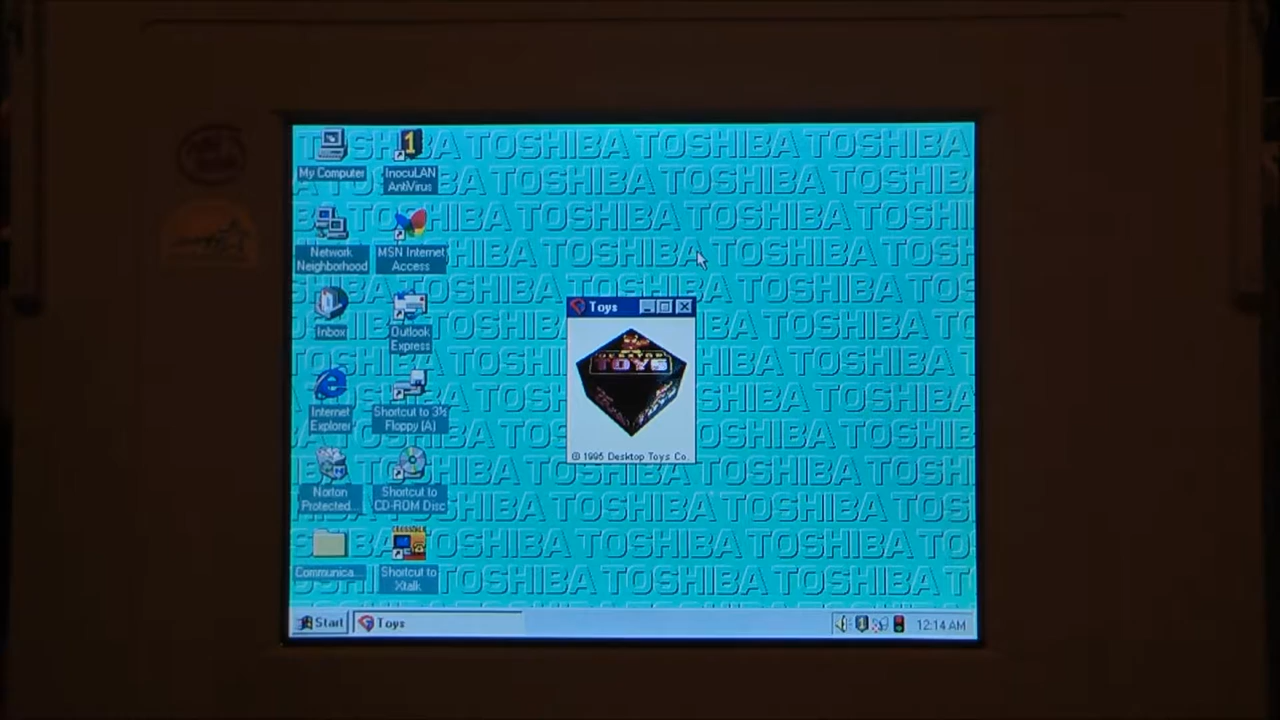 TOSHIBA TOSHIBA TOSHIBA TOSHIBA
My Computer
InocuLAN
AntiVirus
Network
Neighborhood
MSN Internet
Access
Inbox
Outlook
Express
Internet
Explorer
Shortcut to 3½
Floppy (A)
Norton
Protected...
Shortcut to
CD-ROM Disc
Communica...
Shortcut to
Xtalk
Toys
DESKTOP
TOYS
© 1995 Desktop Toys Co.
Start
Toys
12:14 AM